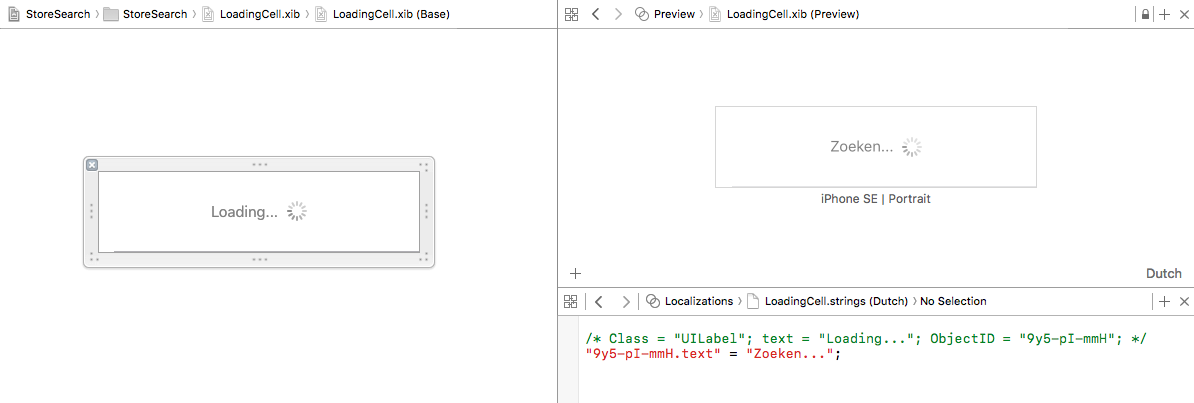 StoreSearch StoreSearch LoadingCell.xib LoadingCell.xib (Base)
Loading...
Preview LoadingCell.xib (Preview)
Zoeken...
iPhone SE | Portrait
Dutch
Localizations LoadingCell.strings (Dutch) No Selection
/* Class = "UILabel"; text = "Loading..."; ObjectID = "9y5-pI-mmH"; */
"9y5-pI-mmH.text" = "Zoeken...";